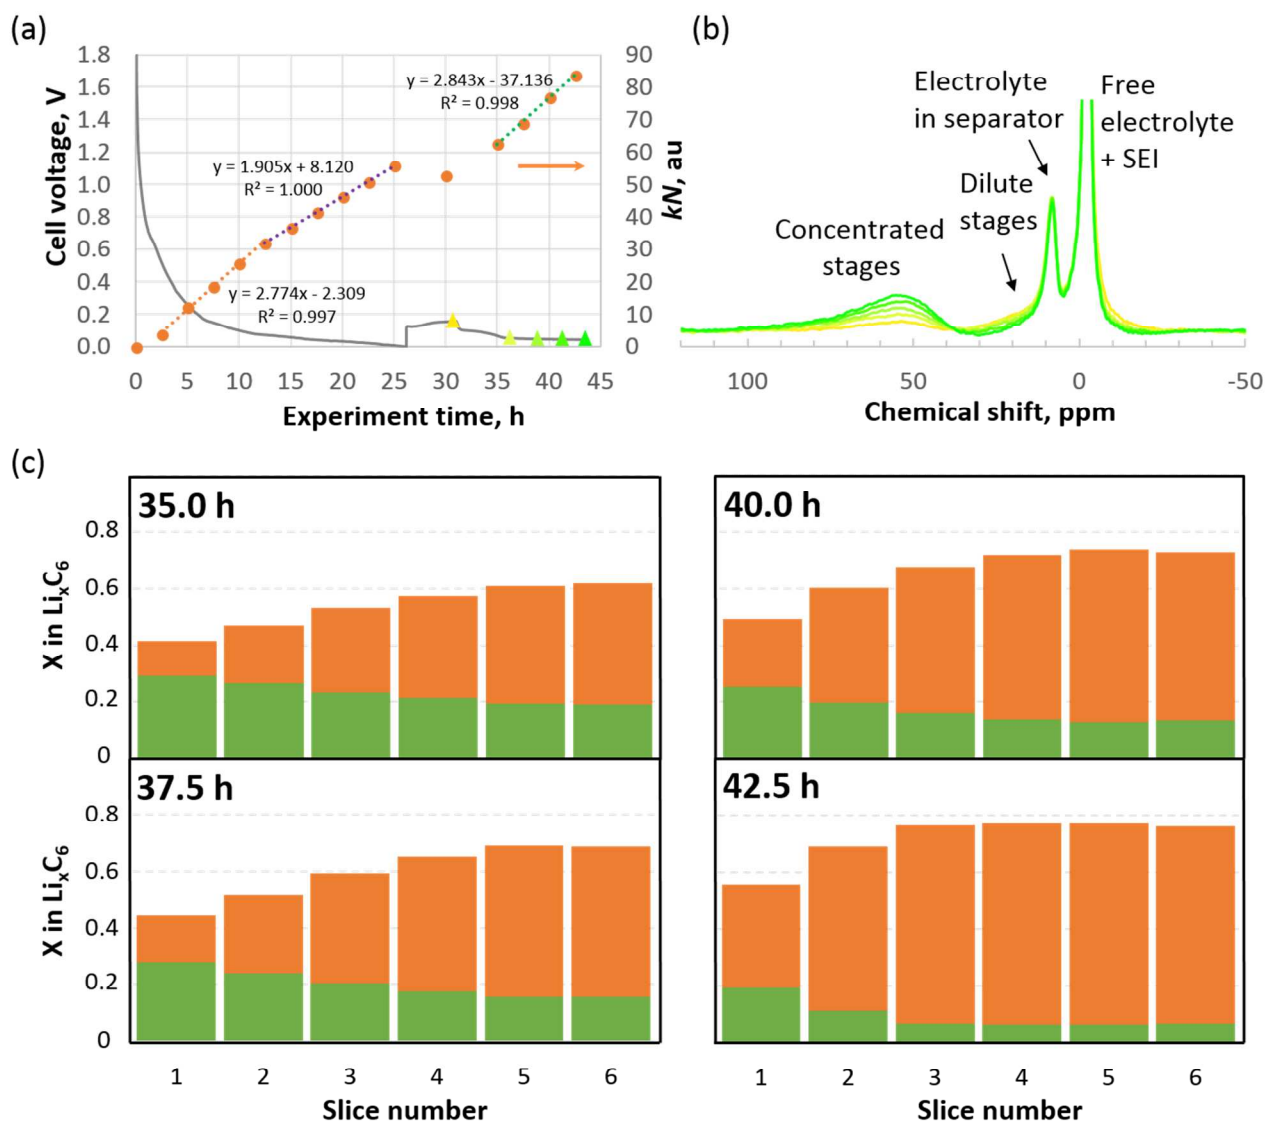 (a)
1.8
1.6
1.4
1.2
1.0
0.8
0.6
0.4
0.2
0.0
Cell voltage, V
y = 2.843x - 37.136
R² = 0.998
y = 1.905x + 8.120
R² = 1.000
y = 2.774x - 2.309
R² = 0.997
90
80
70
60
50
40
30
20
10
0
kN, au
0 5 10 15 20 25 30 35 40 45
Experiment time, h
(b)
Electrolyte
in separator
Free
electrolyte
+ SEI
Dilute
stages
Concentrated
stages
100 50 0 -50
Chemical shift, ppm
(c)
35.0 h
0.8
0.6
0.4
0.2
0
X in LiₓC₆
40.0 h
37.5 h
0.8
0.6
0.4
0.2
0
X in LiₓC₆
1 2 3 4 5 6
Slice number
42.5 h
1 2 3 4 5 6
Slice number